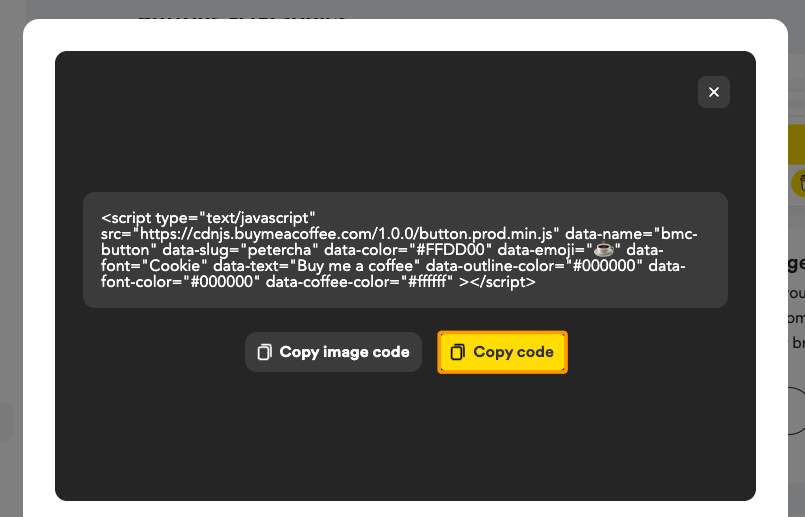 <script type="text/javascript"
src="https://cdnjs.buymeacoffee.com/1.0.0/button.prod.min.js" data-name="bmc-
button" data-slug="petercha" data-color="#FFDD00" data-emoji="☕" data-
font="Cookie" data-text="Buy me a coffee" data-outline-color="#000000" data-
font-color="#000000" data-coffee-color="#ffffff" ></script>
Copy image code
Copy code